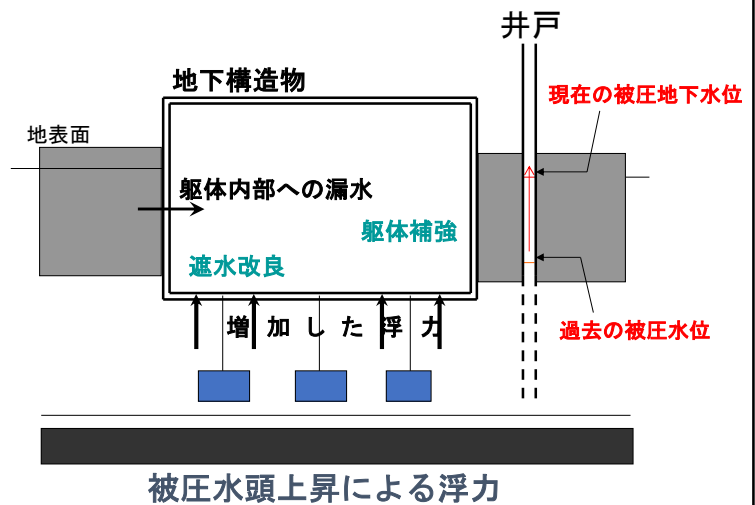 井戸
地下構造物
現在の被圧地下水位
地表面
躯体内部への漏水
躯体補強
遮水改良
増加した浮力
過去の被圧水位
被圧水頭上昇による浮力